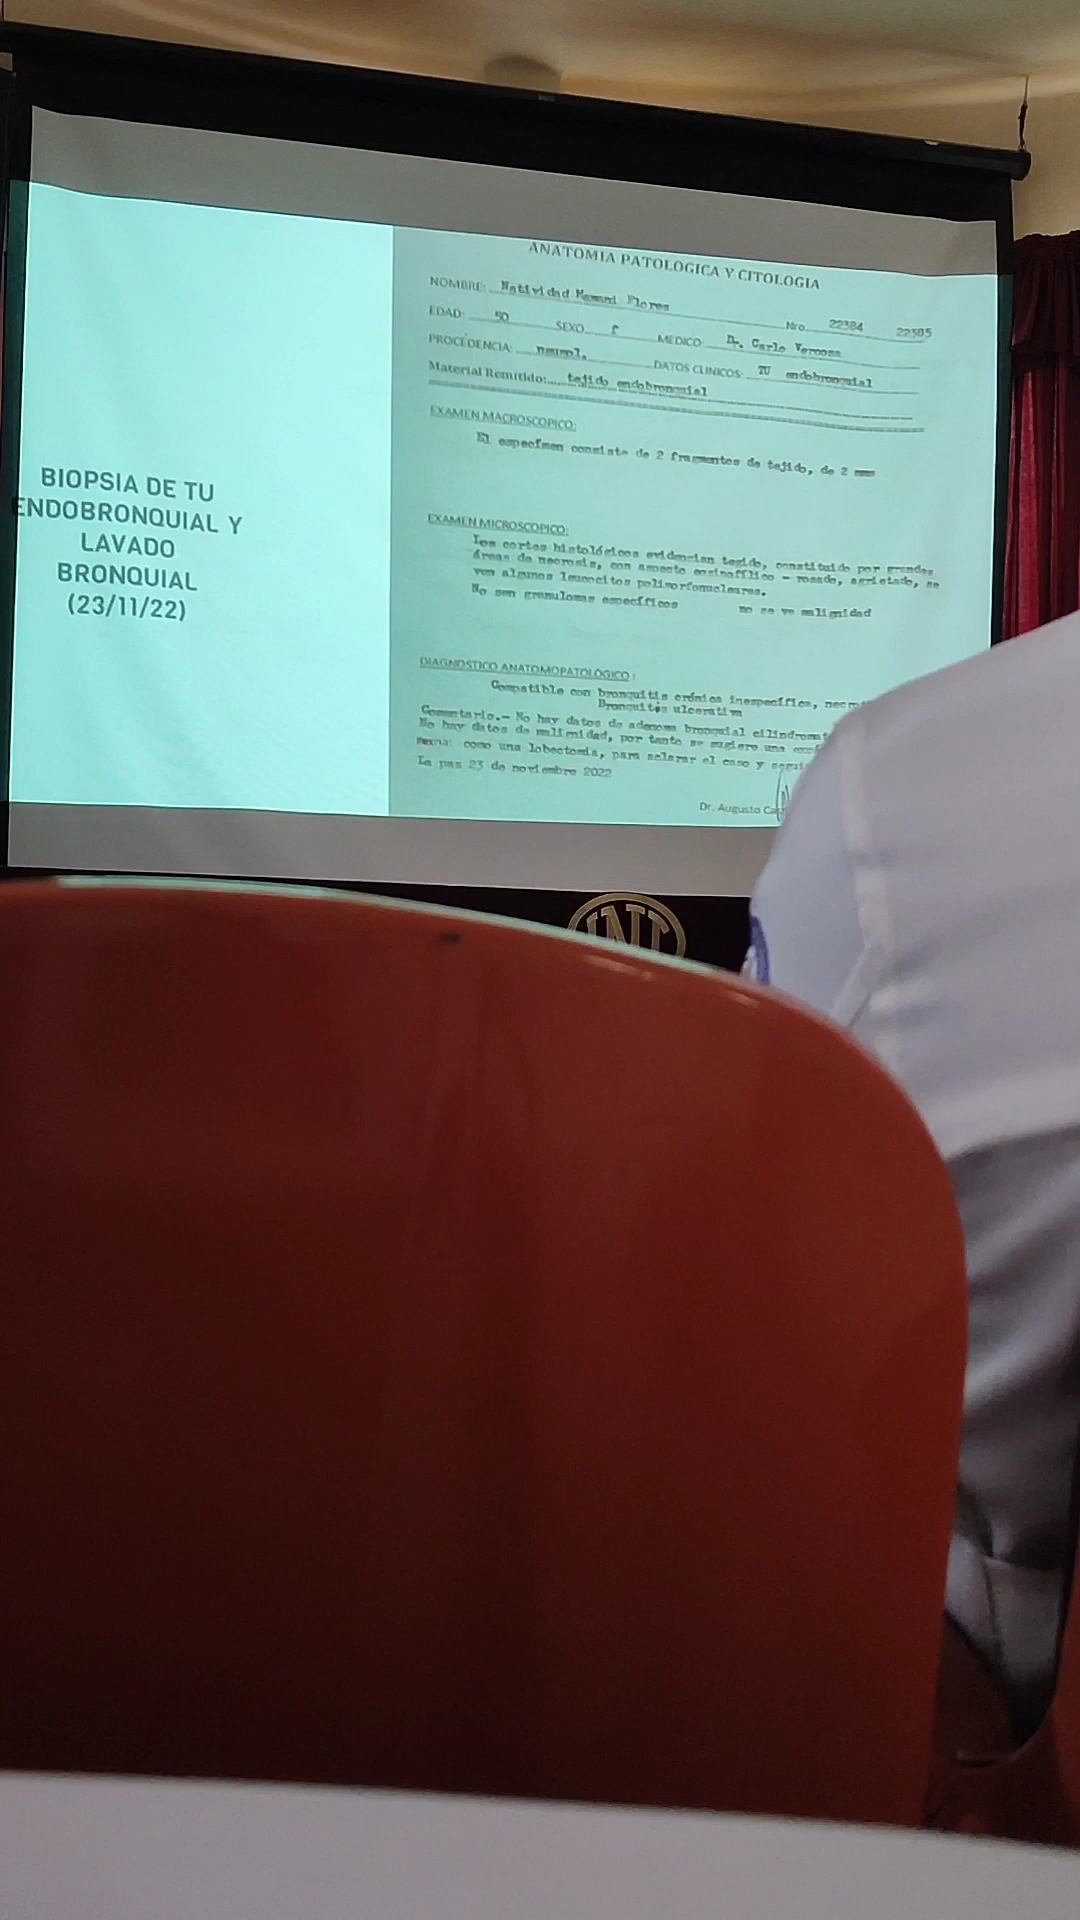 BIOPSIA DE TU
ENDOBRONQUIAL Y
LAVADO
BRONQUIAL
(23/11/22)
ANATOMIA PATOLOGICA Y CITOLOGIA
NOMBRE: Natividad Mamani Flores
Nro. 22384 22385
EDAD: 50 SEXO f MEDICO: Dr. Carlo
PROCEDENCIA: neumol. DATOS CLINICOS: TU endobronquial
Material Remitido: tejido endobronquial
EXAMEN MACROSCOPICO:
El especímen consiste de 2 fragmentos de tejido, de 2 mm
EXAMEN MICROSCOPICO:
Los cortes histológicos evidencian tegido, constituido por grandes
áreas de necrosis, con aspecto eosinofílico - rosado, agrietado, se
ven algunos leucocitos polimorfonucleares.
No son granulomas específicos no se ve malignidad
DIAGNOSTICO ANATOMOPATOLOGICO:
Compatible con bronquitis crónica inespecífica,
Bronquitis ulcerativa
Comentario.- No hay datos de adenoma bronquial
No hay datos de malignidad, por tanto se sugiere una
como una lobectomía, para aclarar el caso y
La paz 23 de noviembre 2022
Dr. Augusto
INT